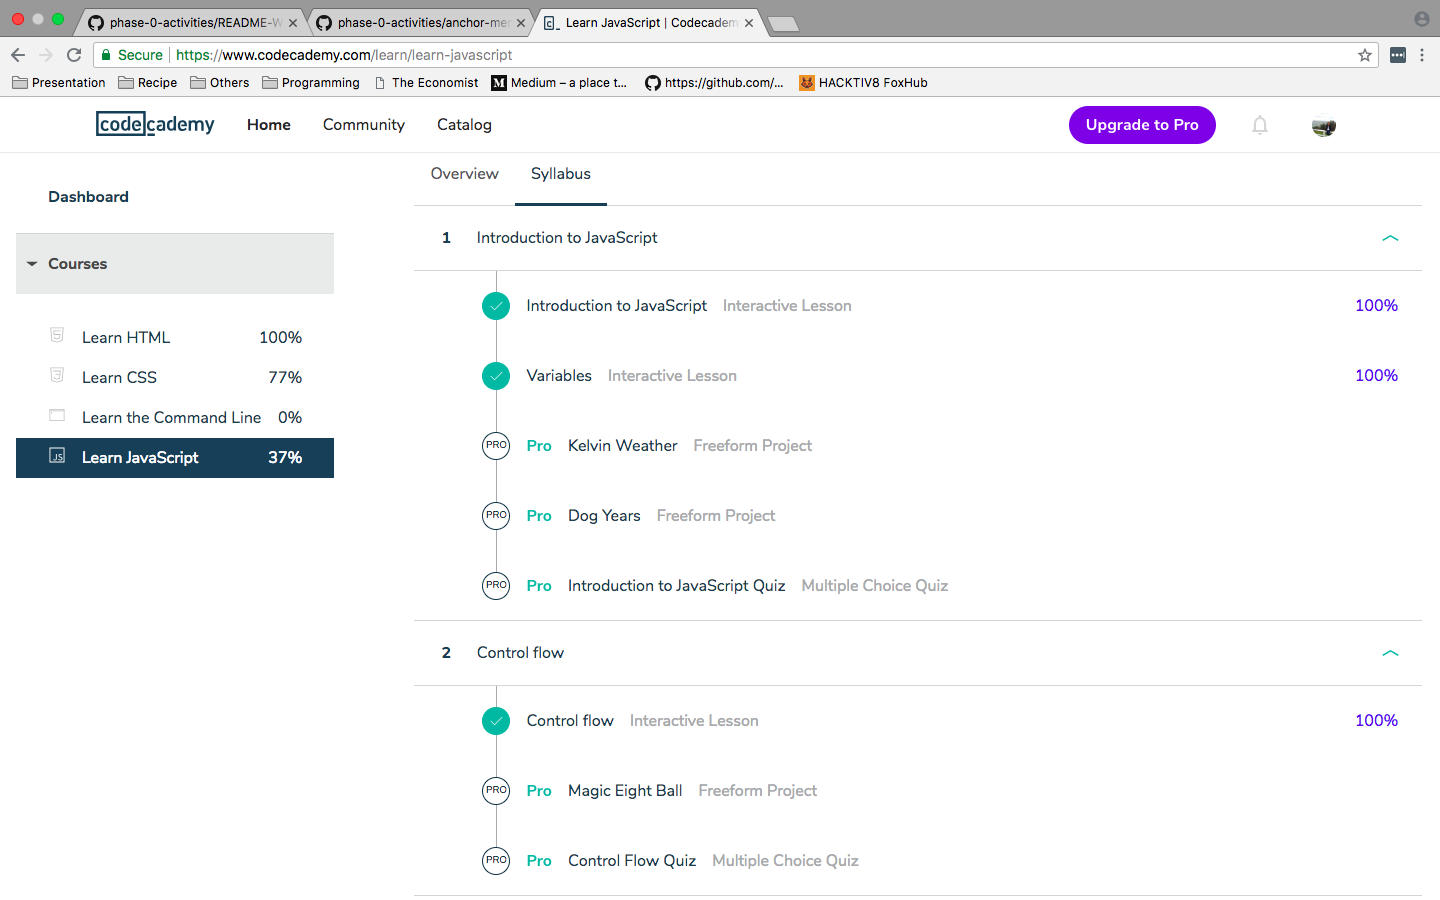 phase-0-activities/README-W
phase-0-activities/anchor-mer
Learn JavaScript | Codecadem
Secure https://www.codecademy.com/learn/learn-javascript
Presentation Recipe Others Programming The Economist Medium – a place t... https://github.com/... HACKTIV8 FoxHub
codecademy Home Community Catalog Upgrade to Pro
Overview Syllabus
Dashboard
Courses
Learn HTML 100%
Learn CSS 77%
Learn the Command Line 0%
JS Learn JavaScript 37%
1 Introduction to JavaScript
Introduction to JavaScript Interactive Lesson 100%
Variables Interactive Lesson 100%
PRO Pro Kelvin Weather Freeform Project
PRO Pro Dog Years Freeform Project
PRO Pro Introduction to JavaScript Quiz Multiple Choice Quiz
2 Control flow
Control flow Interactive Lesson 100%
PRO Pro Magic Eight Ball Freeform Project
PRO Pro Control Flow Quiz Multiple Choice Quiz